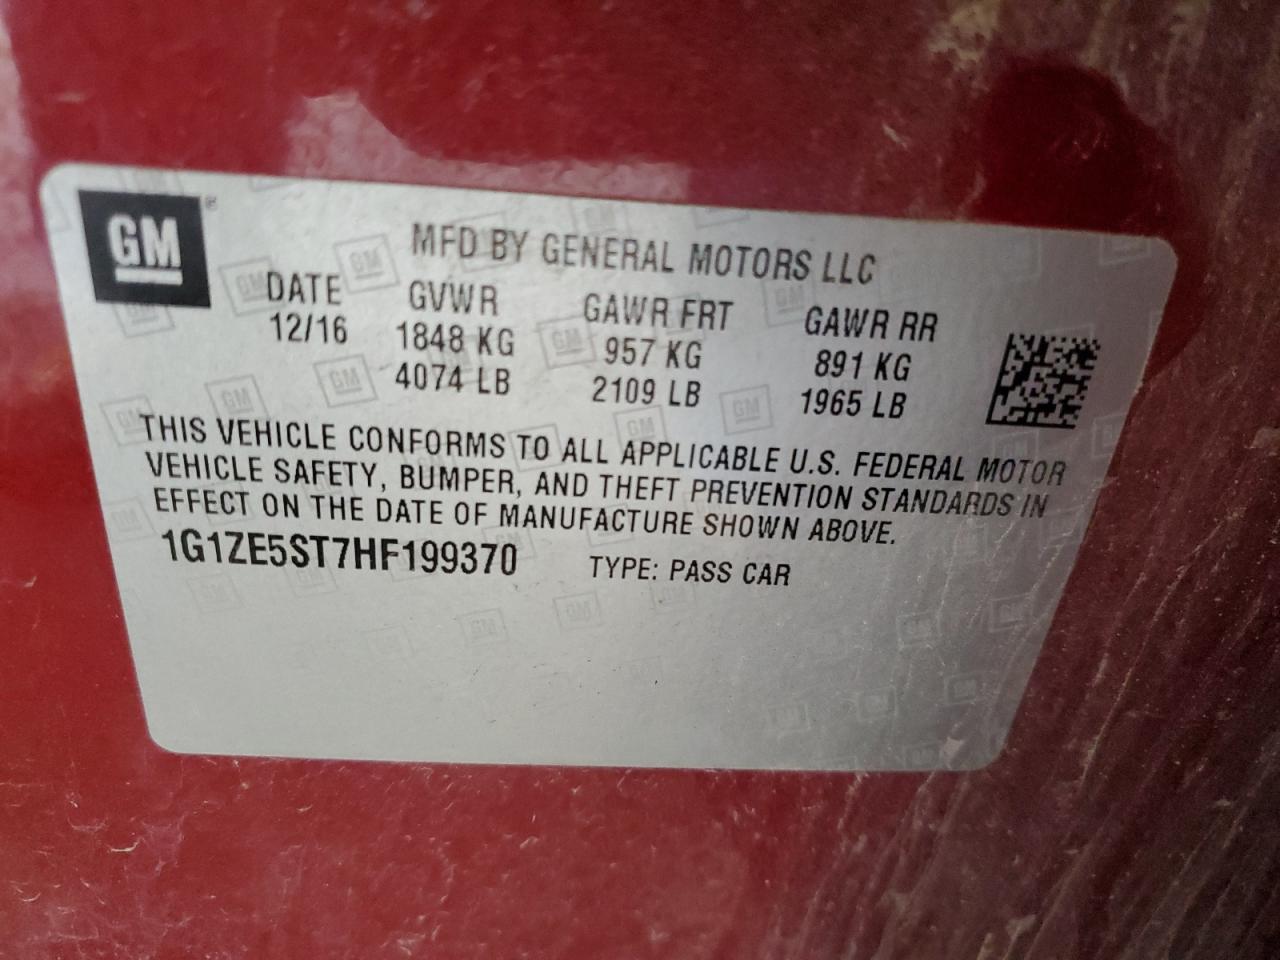 GM®
MFD BY GENERAL MOTORS LLC
DATE GVWR GAWR FRT GAWR RR
12/16 1848 KG 957 KG 891 KG
4074 LB 2109 LB 1965 LB
THIS VEHICLE CONFORMS TO ALL APPLICABLE U.S. FEDERAL MOTOR
VEHICLE SAFETY, BUMPER, AND THEFT PREVENTION STANDARDS IN
EFFECT ON THE DATE OF MANUFACTURE SHOWN ABOVE.
1G1ZE5ST7HF199370 TYPE: PASS CAR